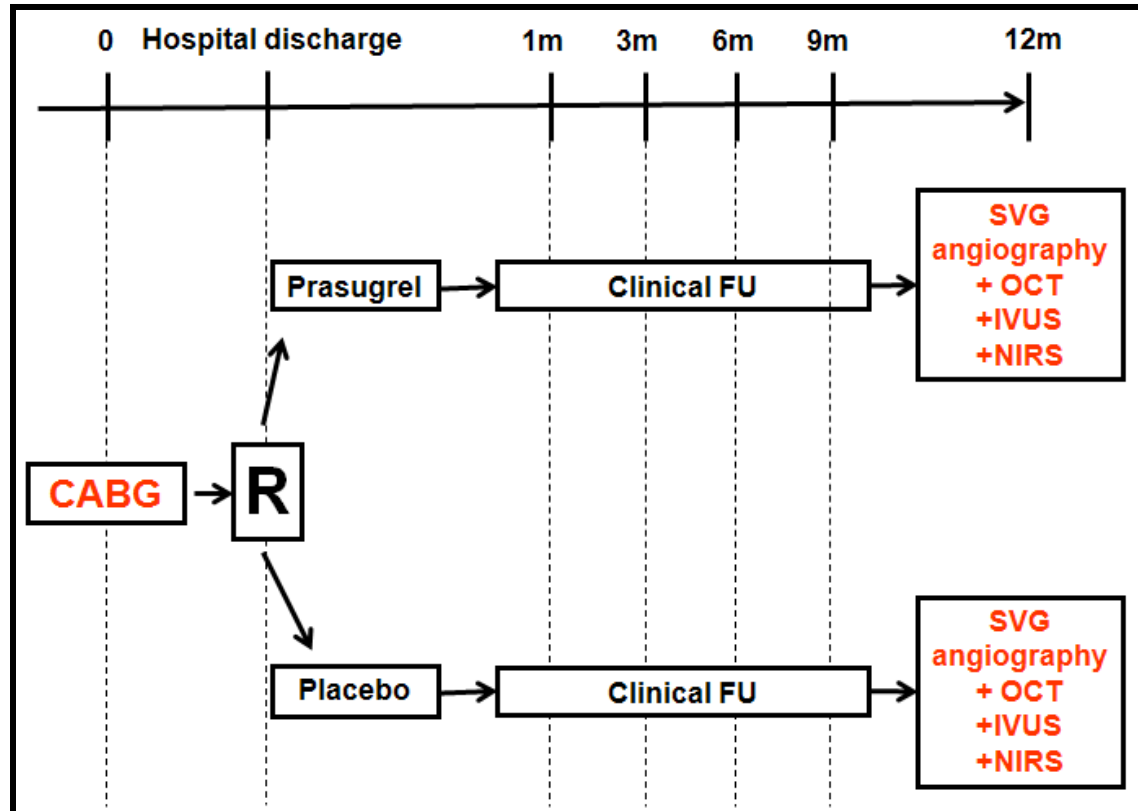 0 Hospital discharge 1m 3m 6m 9m 12m
Prasugrel
Clinical FU
SVG
angiography
+ OCT
+IVUS
+NIRS
CABG
R
Placebo
Clinical FU
SVG
angiography
+ OCT
+IVUS
+NIRS